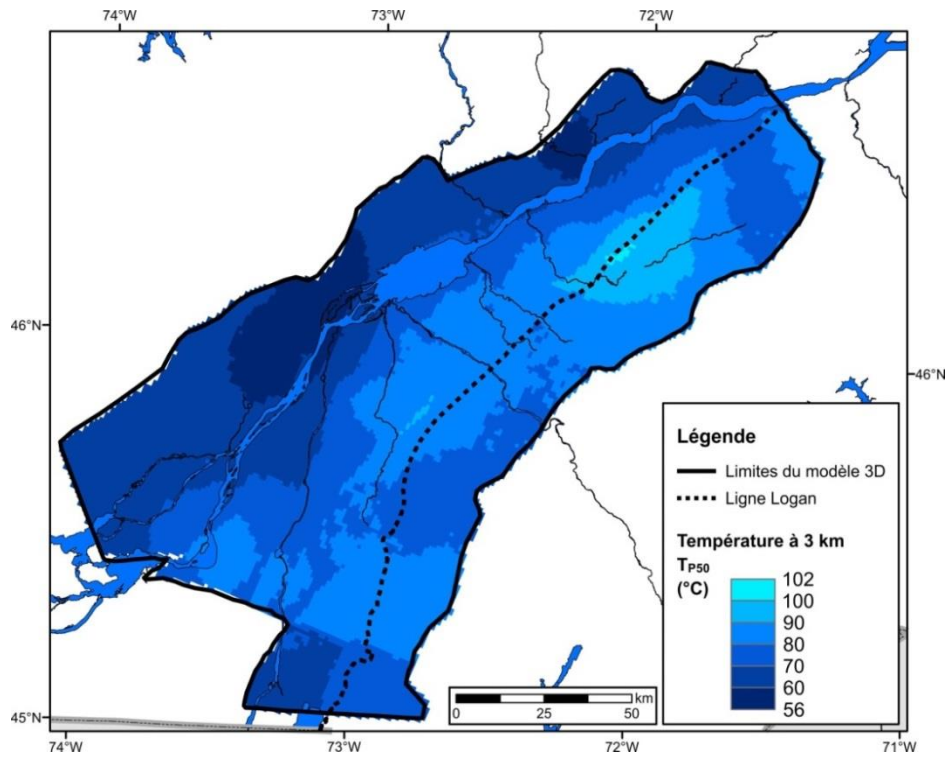 74°W
73°W
72°W
46°N
46°N
45°N
74°W
73°W
72°W
71°W
Légende
Limites du modèle 3D
Ligne Logan
Température à 3 km
TP50
(°C)
102
100
90
80
70
60
56
km
0
25
50